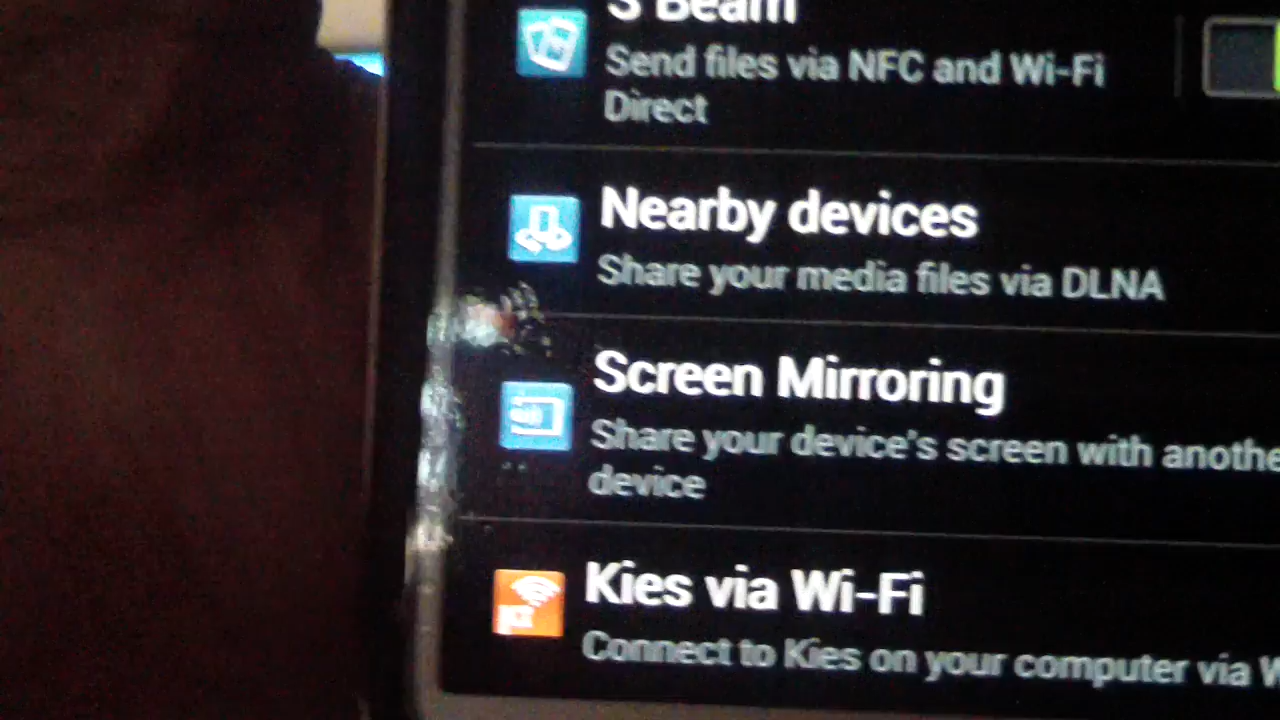 S Beam
Send files via NFC and Wi-Fi
Direct
Nearby devices
Share your media files via DLNA
Screen Mirroring
Share your device's screen with anothe
device
Kies via Wi-Fi
Connect to Kies on your computer via W